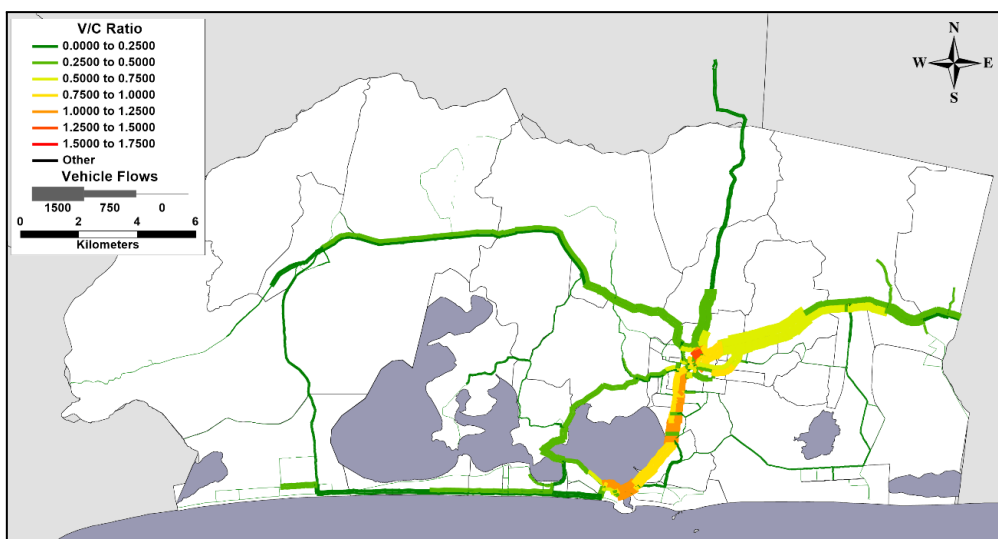 V/C Ratio
0.0000 to 0.2500
0.2500 to 0.5000
0.5000 to 0.7500
0.7500 to 1.0000
1.0000 to 1.2500
1.2500 to 1.5000
1.5000 to 1.7500
Other
Vehicle Flows
1500 750 0
0 2 4 6
Kilometers
N
W E
S